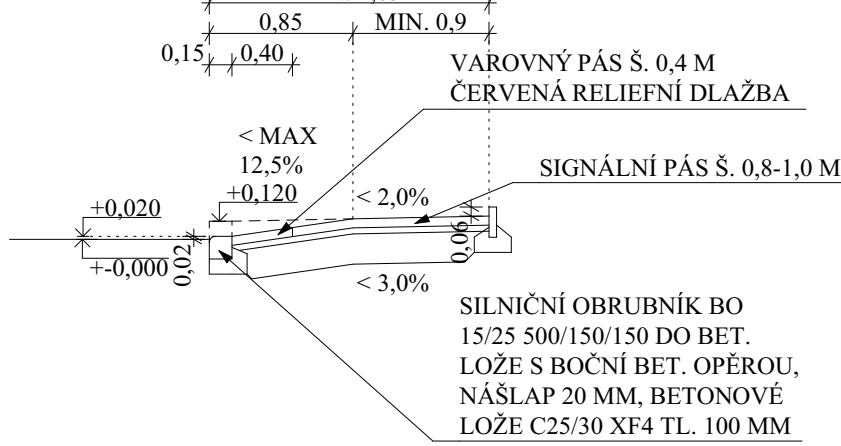 0,85 MIN. 0,9
0,15 0,40
VAROVNÝ PÁS Š. 0,4 M
ČERVENÁ RELIEFNÍ DLAŽBA
< MAX
12,5%
SIGNÁLNÍ PÁS Š. 0,8-1,0 M
+0,120
< 2,0%
+0,020
0,06
0,02
+-0,000
< 3,0%
SILNIČNÍ OBRUBNÍK BO
15/25 500/150/150 DO BET.
LOŽE S BOČNÍ BET. OPĚROU,
NÁŠLAP 20 MM, BETONOVÉ
LOŽE C25/30 XF4 TL. 100 MM